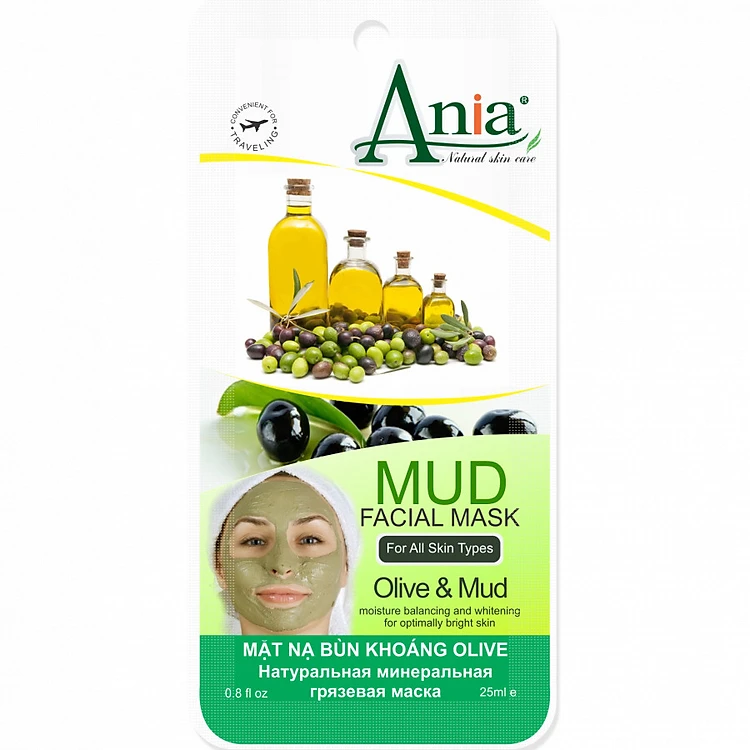 CONVENIENT FOR
TRAVELING
Ania®
Natural skin care
MUD
FACIAL MASK
For All Skin Types
Olive & Mud
moisture balancing and whitening
for optimally bright skin
MẶT NẠ BÙN KHOÁNG OLIVE
Натуральная минеральная
грязевая маска
0.8 fl oz
25ml e